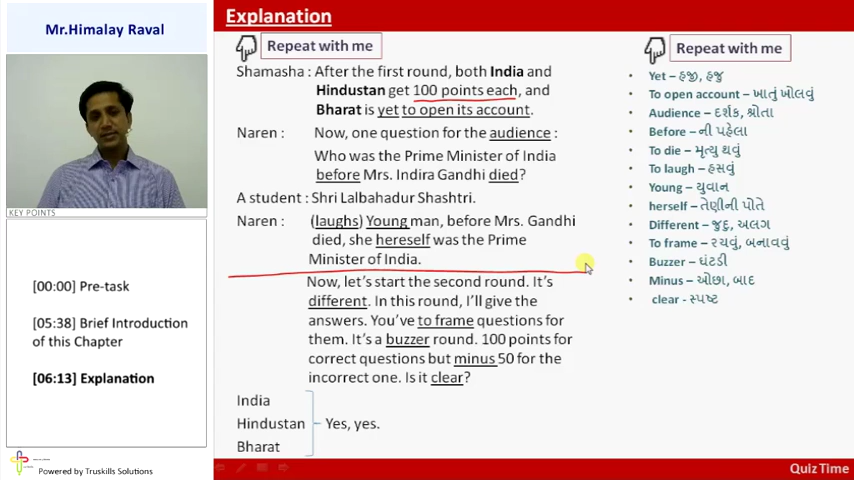 Mr.Himalay Raval
KEY POINTS
[00:00] Pre-task
[05:38] Brief Introduction
of this Chapter
[06:13] Explanation
Powered by Truskills Solutions
Explanation
Repeat with me
Shamasha : After the first round, both India and
Hindustan get 100 points each, and
Bharat is yet to open its account.
Naren : Now, one question for the audience :
Who was the Prime Minister of India
before Mrs. Indira Gandhi died?
A student : Shri Lalbahadur Shashtri.
Naren : (laughs) Young man, before Mrs. Gandhi
died, she hereself was the Prime
Minister of India.
Now, let's start the second round. It's
different. In this round, I'll give the
answers. You've to frame questions for
them. It's a buzzer round. 100 points for
correct questions but minus 50 for the
incorrect one. Is it clear?
India
Hindustan – Yes, yes.
Bharat
Repeat with me
• Yet – હજી, હજુ
• To open account – ખાતું ખોલવું
• Audience – દર્શક, શ્રોતા
• Before – ની પહેલા
• To die – મૃત્યુ થવું
• To laugh – હસવું
• Young – યુવાન
• herself – તેણીની પોતે
• Different – જુદુ, અલગ
• To frame – રચવું, બનાવવું
• Buzzer – ઘંટડી
• Minus – ઓછા, બાદ
• clear - સ્પષ્ટ
Quiz Time